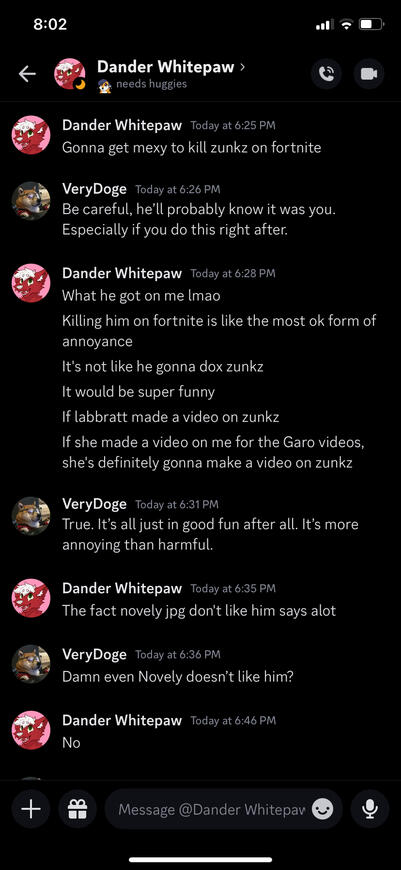 8:02
Dander Whitepaw ›
needs huggies
Dander Whitepaw Today at 6:25 PM
Gonna get mexy to kill zunkz on fortnite
VeryDoge Today at 6:26 PM
Be careful, he’ll probably know it was you.
Especially if you do this right after.
Dander Whitepaw Today at 6:28 PM
What he got on me lmao
Killing him on fortnite is like the most ok form of
annoyance
It's not like he gonna dox zunkz
It would be super funny
If labbratt made a video on zunkz
If she made a video on me for the Garo videos,
she's definitely gonna make a video on zunkz
VeryDoge Today at 6:31 PM
True. It’s all just in good fun after all. It’s more
annoying than harmful.
Dander Whitepaw Today at 6:35 PM
The fact novely jpg don't like him says alot
VeryDoge Today at 6:36 PM
Damn even Novely doesn’t like him?
Dander Whitepaw Today at 6:46 PM
No
Message @Dander Whitepaw